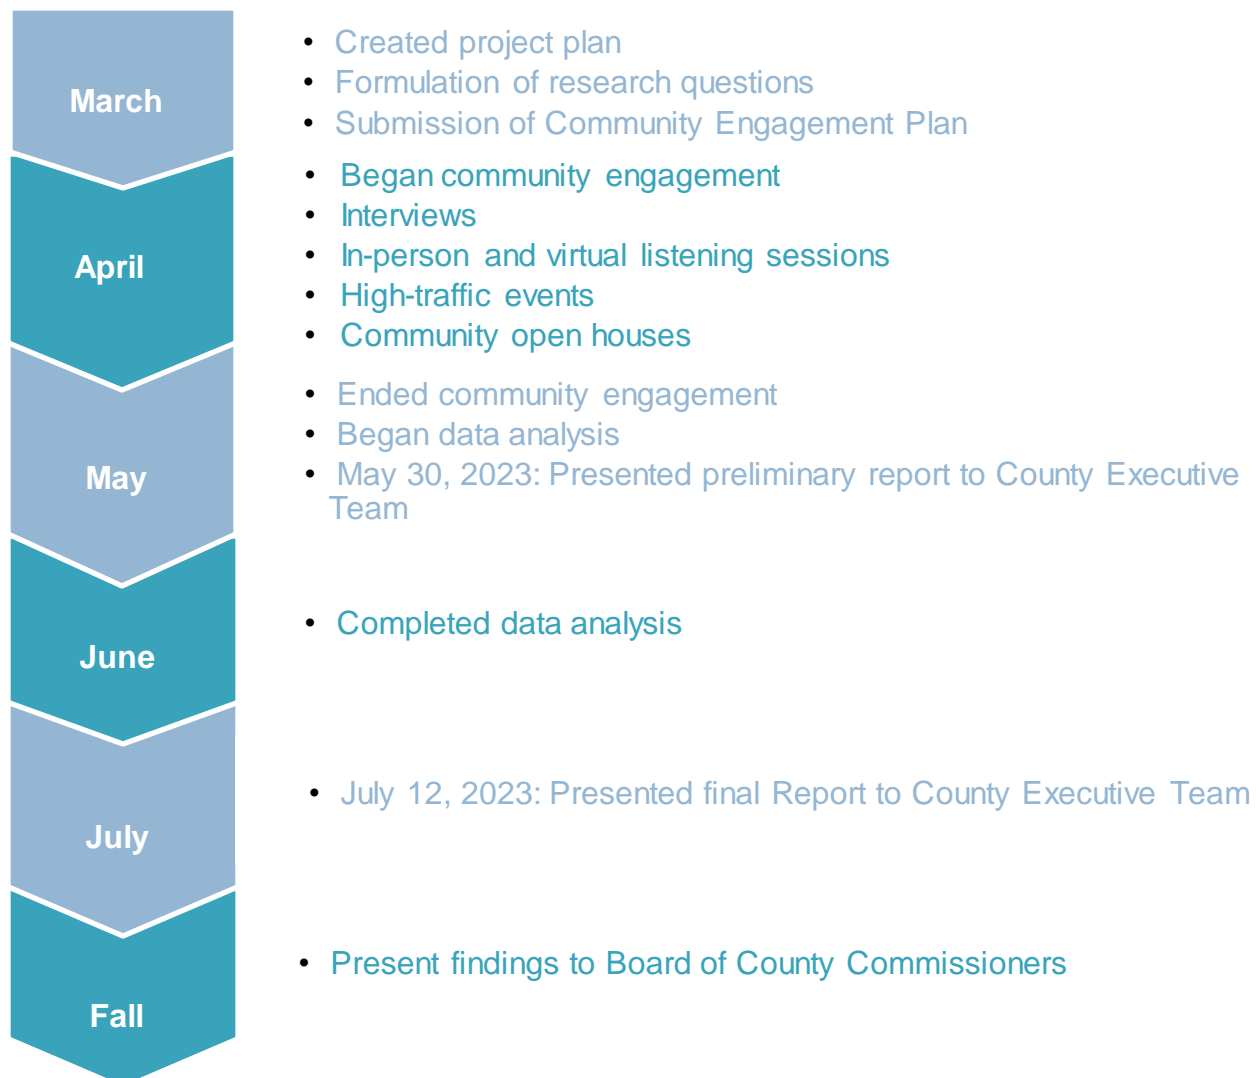 March
• Created project plan
• Formulation of research questions
• Submission of Community Engagement Plan
April
• Began community engagement
• Interviews
• In-person and virtual listening sessions
• High-traffic events
• Community open houses
May
• Ended community engagement
• Began data analysis
• May 30, 2023: Presented preliminary report to County Executive
Team
June
• Completed data analysis
July
• July 12, 2023: Presented final Report to County Executive Team
Fall
• Present findings to Board of County Commissioners